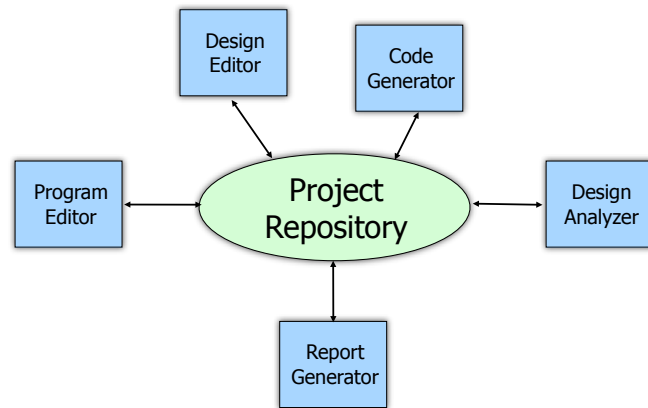 Design
Editor
Code
Generator
Program
Editor
Project
Repository
Design
Analyzer
Report
Generator